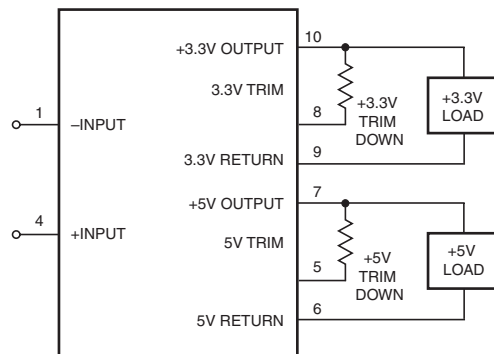 10
+3.3V OUTPUT
3.3V TRIM
8
+3.3V
TRIM
DOWN
+3.3V
LOAD
1
–INPUT
3.3V RETURN
9
+5V OUTPUT
7
4
+INPUT
5V TRIM
5
+5V
TRIM
DOWN
+5V
LOAD
5V RETURN
6